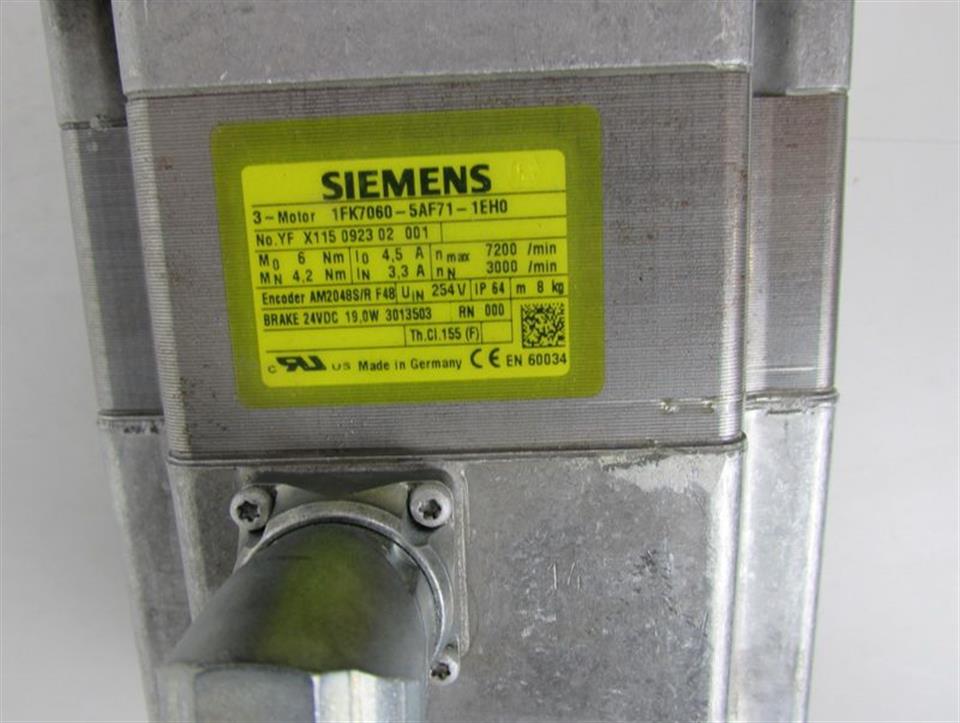 SIEMENS
3~Motor 1FK7060-5AF71-1EH0
No.YF X115 0923 02 001
M0 6 Nm I0 4,5 A nmax 7200 /min
MN 4,2 Nm IN 3,3 A nN 3000 /min
Encoder AM2048S/R F48 UIN 254 V IP 64 m 8 kg
BRAKE 24VDC 19,0W 3013503 RN 000
Th.Cl.155 (F)
c RU US Made in Germany CE EN 60034
14